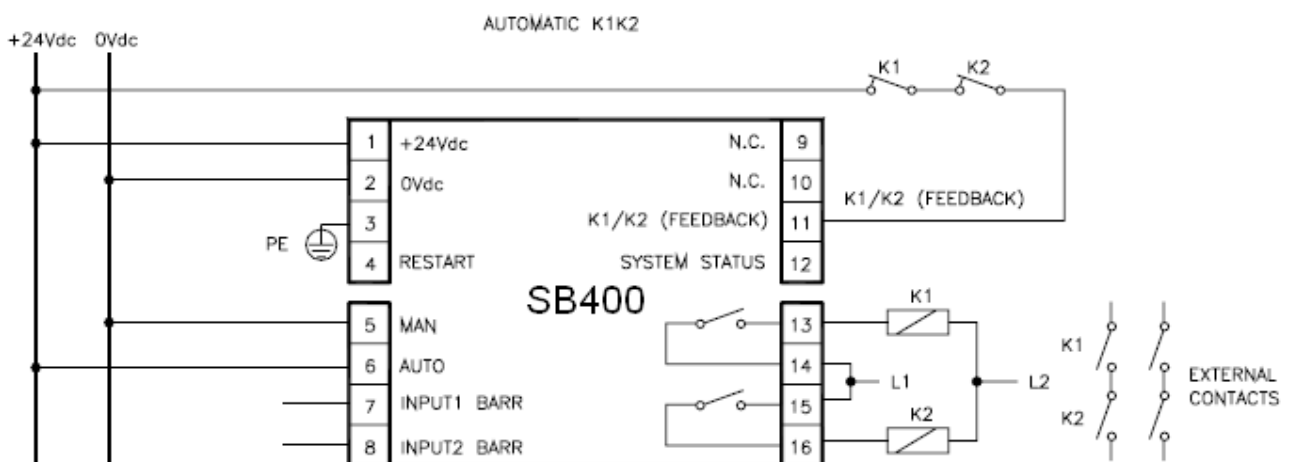 AUTOMATIC K1K2
+24Vdc 0Vdc
K1 K2
1 +24Vdc N.C. 9
2 0Vdc N.C. 10
K1/K2 (FEEDBACK)
3 K1/K2 (FEEDBACK) 11
PE
4 RESTART SYSTEM STATUS 12
SB400
K1
5 MAN 13
K1
6 AUTO 14
L1 L2
EXTERNAL
CONTACTS
7 INPUT1 BARR 15
K2 K2
8 INPUT2 BARR 16